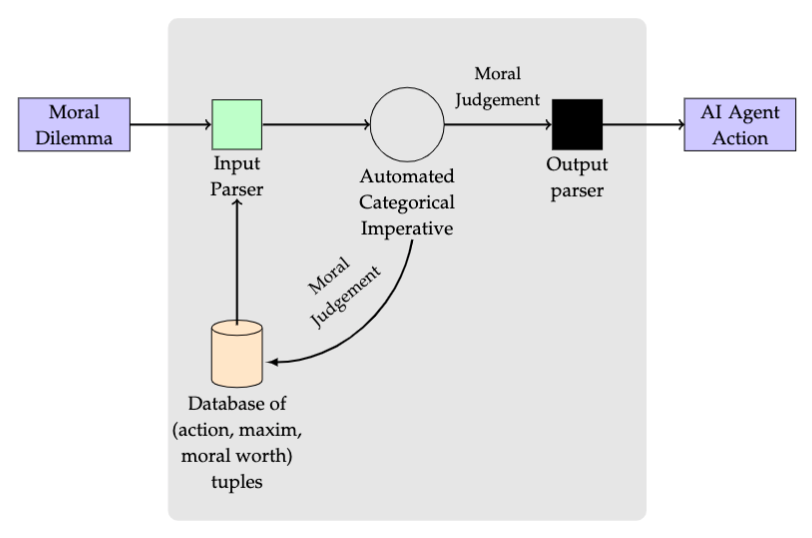 Moral
Dilemma
Input
Parser
Automated
Categorical
Imperative
Moral
Judgement
Output
parser
AI Agent
Action
Moral
Judgement
Database of
(action, maxim,
moral worth)
tuples